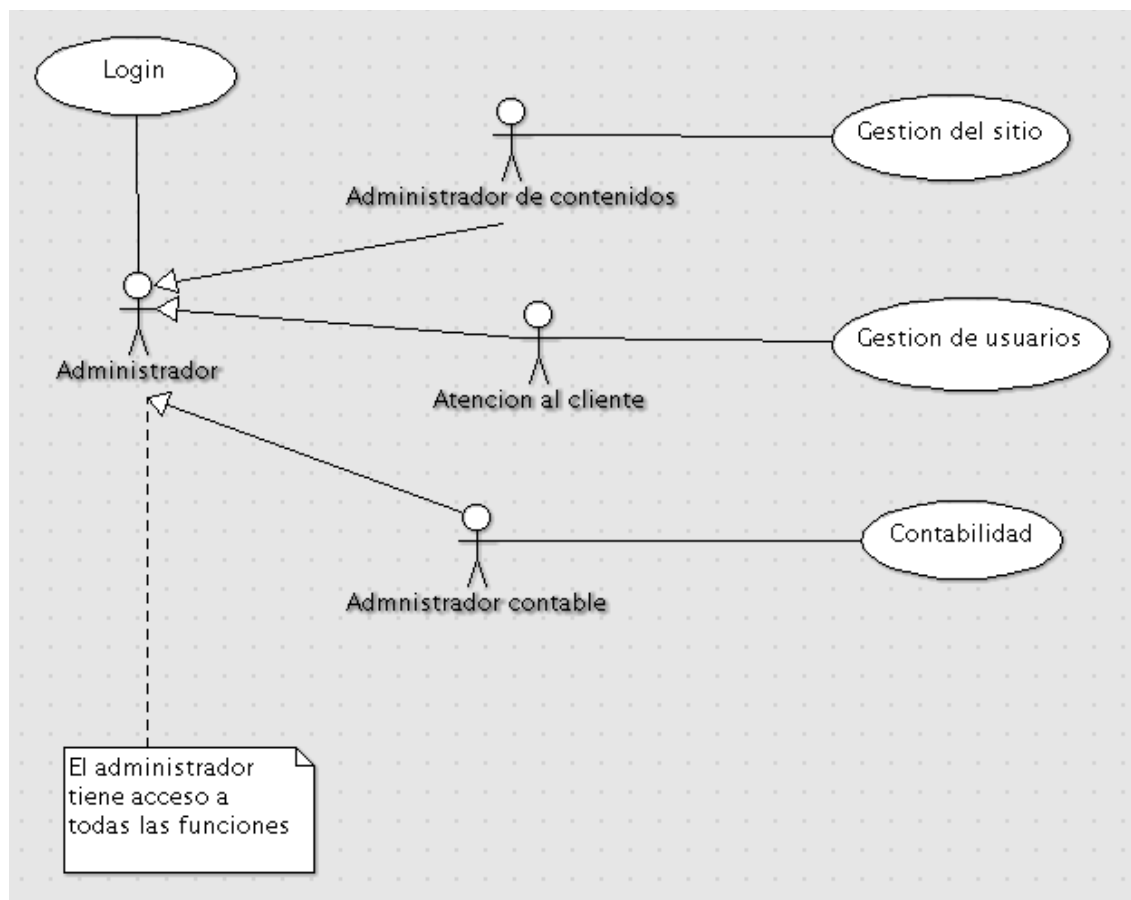 Login
Gestion del sitio
Administrador de contenidos
Gestion de usuarios
Administrador
Atencion al cliente
Contabilidad
Admnistrador contable
El administrador
tiene acceso a
todas las funciones